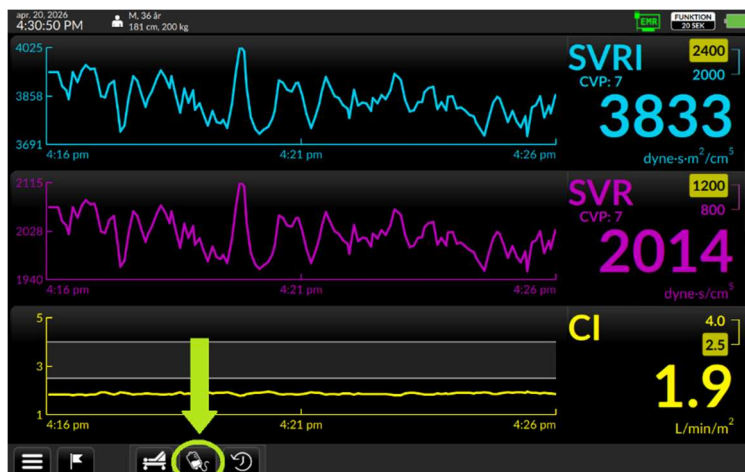 apr. 20, 2026
4:30:50 PM
M, 36 år
181 cm, 200 kg
EMR
FUNKTION
20 SEK
4025
3858
3691
4:16 pm
4:21 pm
4:26 pm
SVRI
CVP: 7
2400
2000
3833
dyne·s·m²/cm⁵
2115
2028
1940
4:16 pm
4:21 pm
4:26 pm
SVR
CVP: 7
1200
800
2014
dyne·s/cm⁵
5
3
1
4:16 pm
4:21 pm
4:26 pm
CI
4.0
2.5
1.9
L/min/m²